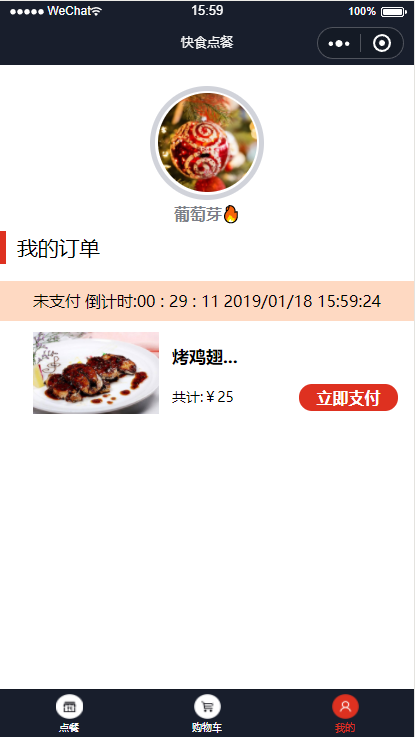 ●●●●● WeChat 15:59 100%
快食点餐
葡萄芽🔥
我的订单
未支付 倒计时:00 : 29 : 11 2019/01/18 15:59:24
烤鸡翅...
共计:￥25 立即支付
点餐 购物车 我的